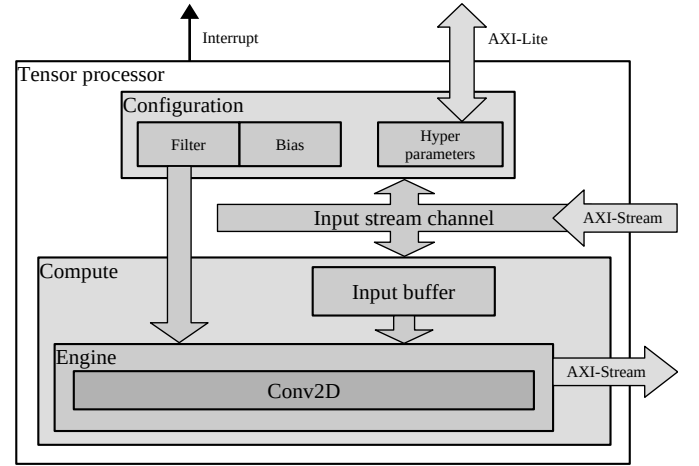 Interrupt
AXI-Lite
Tensor processor
Configuration
Filter
Bias
Hyper
parameters
Input stream channel
AXI-Stream
Compute
Input buffer
Engine
AXI-Stream
Conv2D